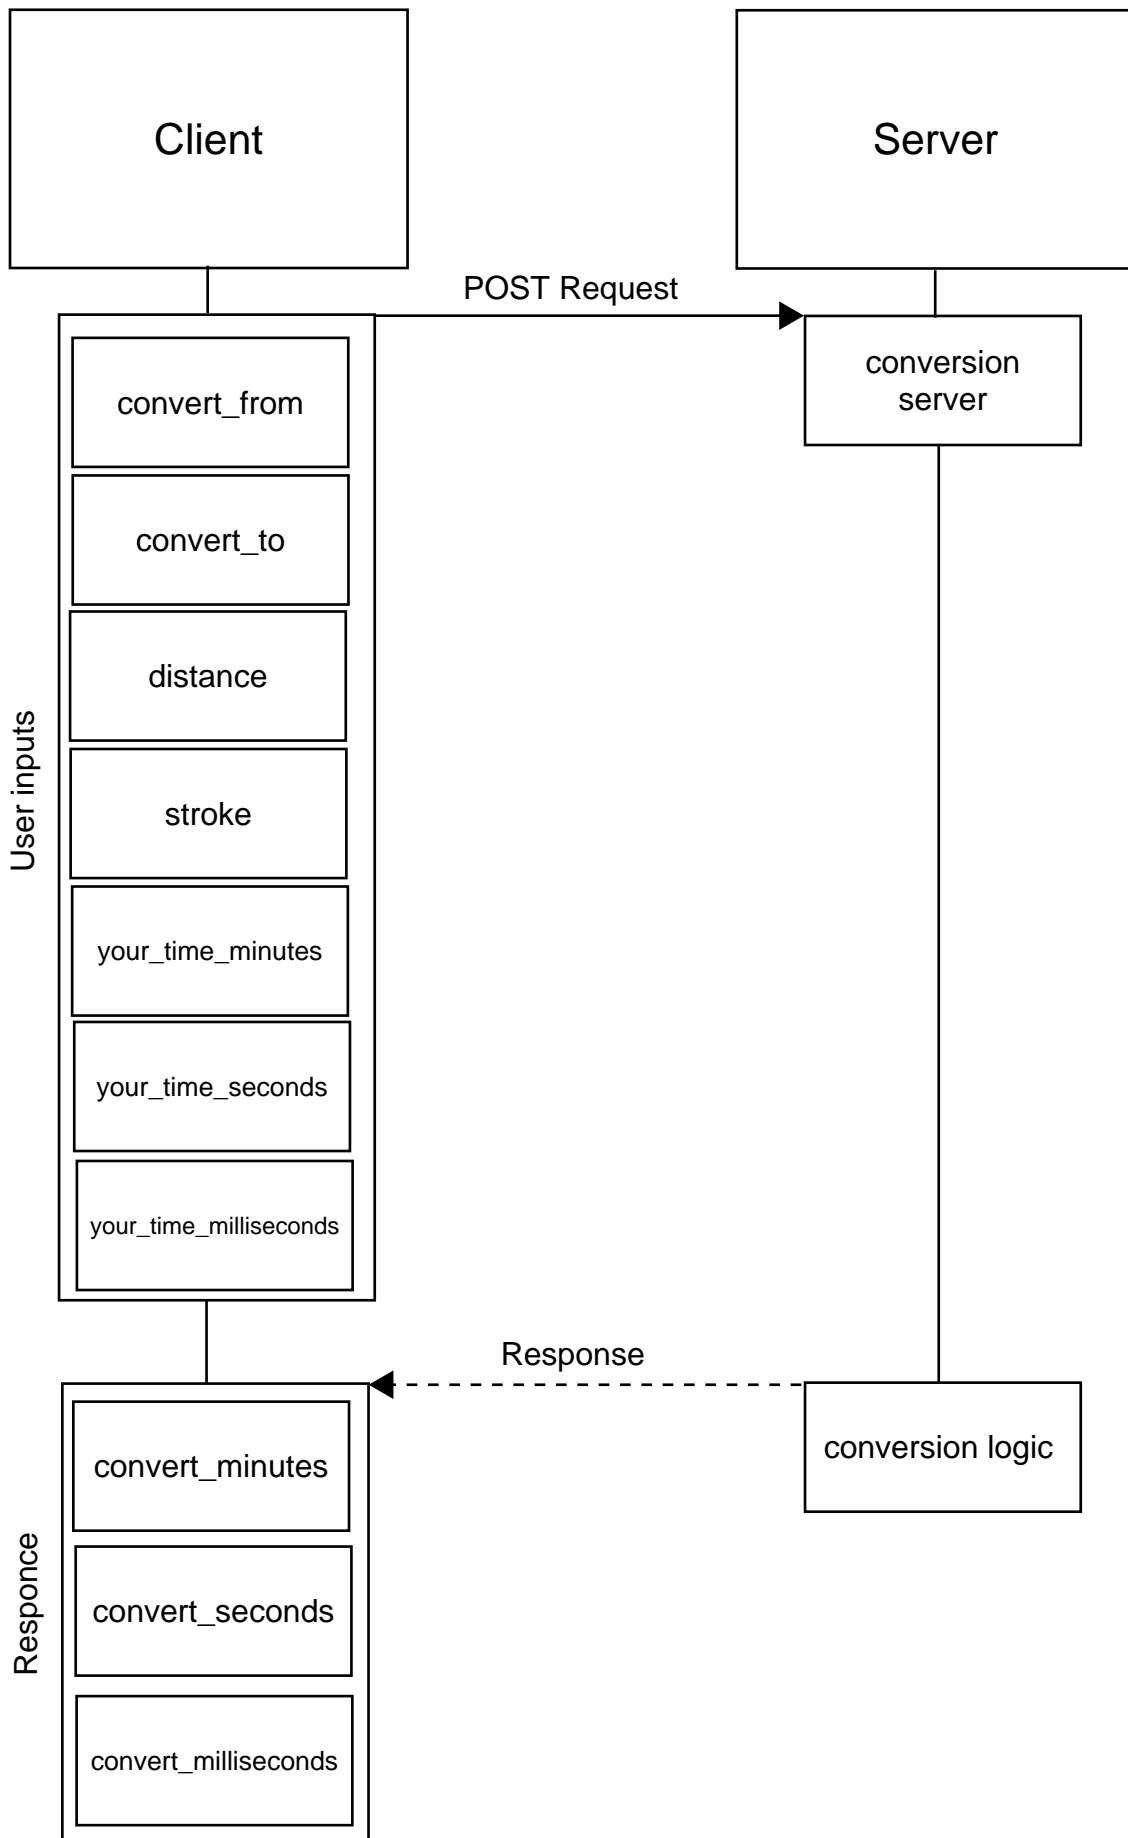 Client
Server
POST Request
conversion
server
convert_from
convert_to
distance
stroke
User inputs
your_time_minutes
your_time_seconds
your_time_milliseconds
Response
conversion logic
convert_minutes
Responce
convert_seconds
convert_milliseconds